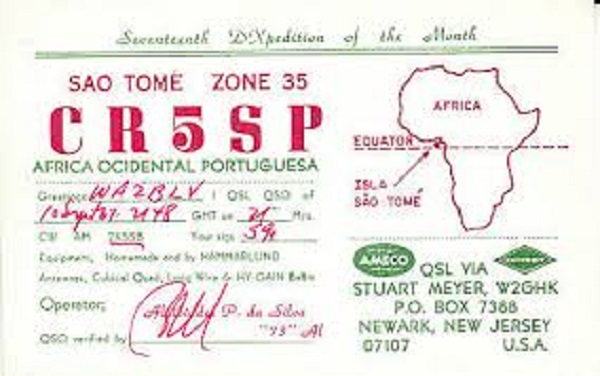 Seventeenth DXpedition of the Month
SAO TOMÉ ZONE 35
CR5SP
AFRICA OCIDENTAL PORTUGUESA
Greetings WA2BLV I QSL QSO of
2148 GMT on 21 Mcs.
CW AM 2XSSB Your sigs 59
Equipment, Homemade and by HAMMARLUND
Antennas, Cubical Quad, Long Wire & HY-GAIN
Operator: P. da Silva
"73" Al
QSO verified by
AFRICA
EQUATOR
ISLA
SÃO TOMÉ
AMECO
QSL VIA
STUART MEYER, W2GHK
P.O. BOX 7388
NEWARK, NEW JERSEY
07107 U.S.A.